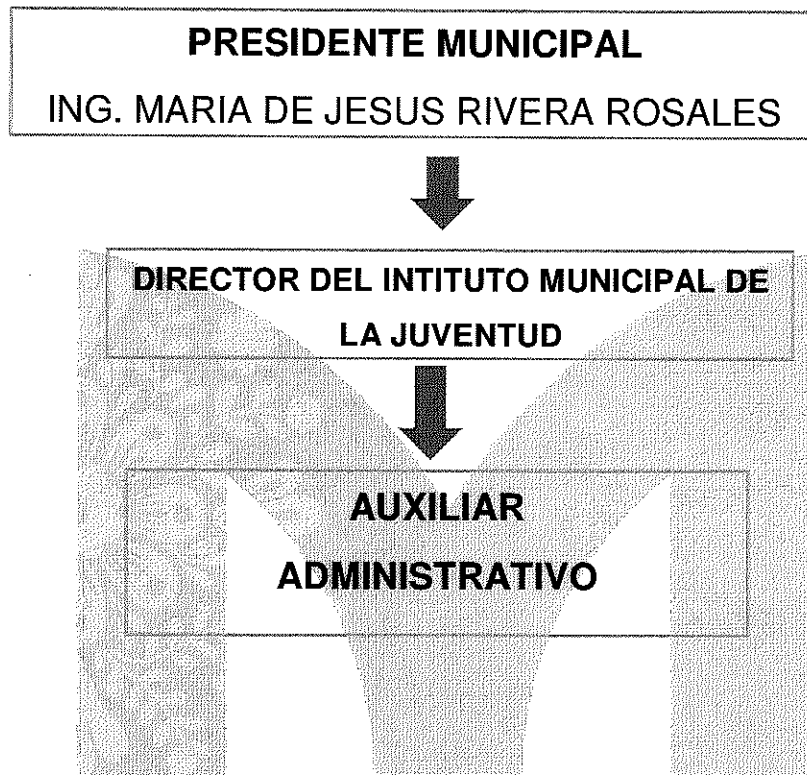 PRESIDENTE MUNICIPAL
ING. MARIA DE JESUS RIVERA ROSALES
DIRECTOR DEL INTITUTO MUNICIPAL DE
LA JUVENTUD
AUXILIAR
ADMINISTRATIVO